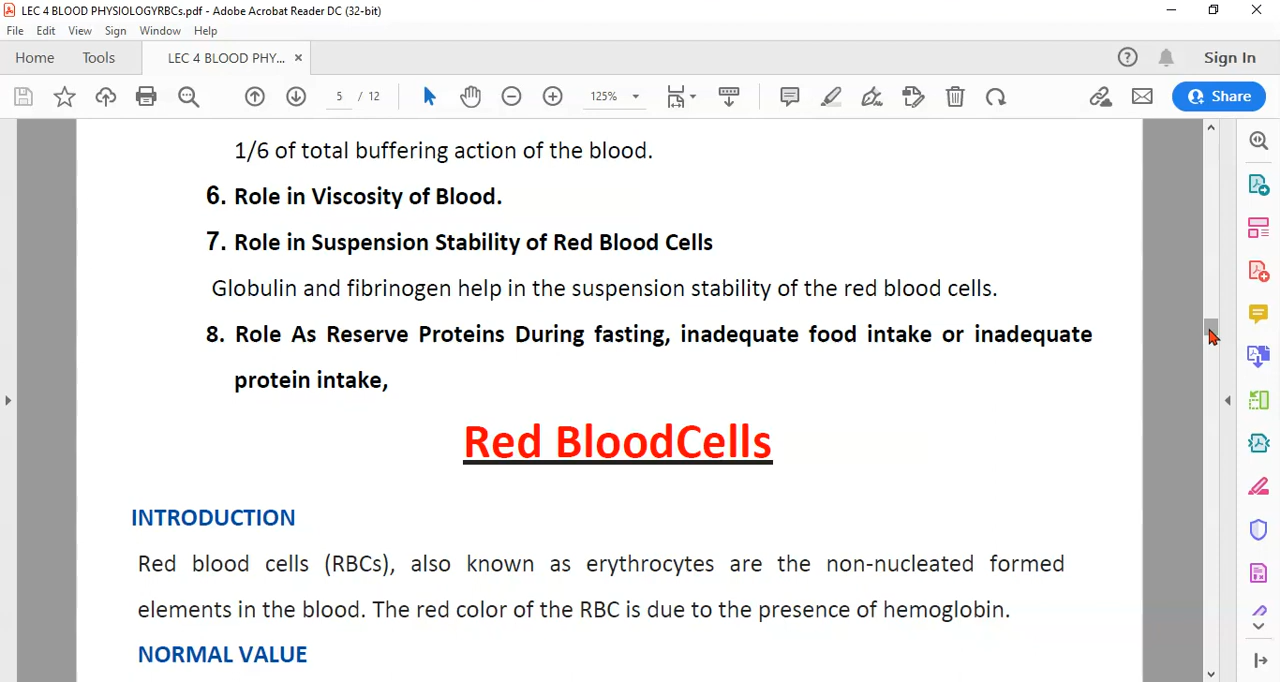 LEC 4 BLOOD PHYSIOLOGYRBCs.pdf - Adobe Acrobat Reader DC (32-bit)
File Edit View Sign Window Help
Home Tools LEC 4 BLOOD PHY... × Sign In
5 / 12 125% Share
1/6 of total buffering action of the blood.
6. Role in Viscosity of Blood.
7. Role in Suspension Stability of Red Blood Cells
Globulin and fibrinogen help in the suspension stability of the red blood cells.
8. Role As Reserve Proteins During fasting, inadequate food intake or inadequate
protein intake,
Red BloodCells
INTRODUCTION
Red blood cells (RBCs), also known as erythrocytes are the non-nucleated formed
elements in the blood. The red color of the RBC is due to the presence of hemoglobin.
NORMAL VALUE